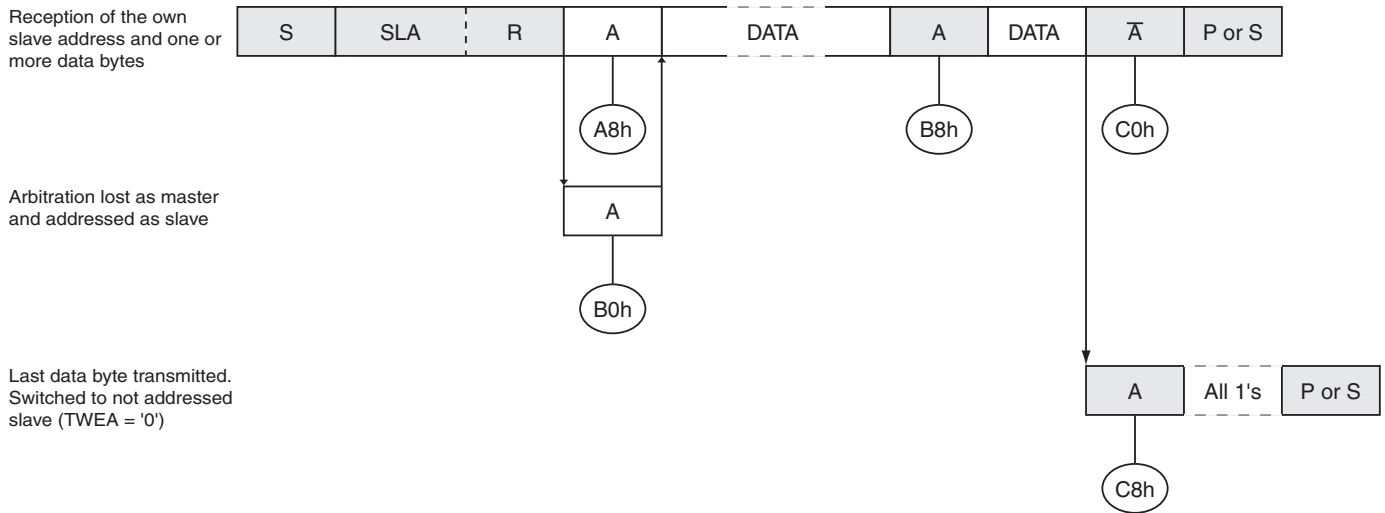 Reception of the own
slave address and one or
more data bytes
S SLA R A DATA A DATA A̅ P or S
A8h B8h C0h
Arbitration lost as master
and addressed as slave
A
B0h
Last data byte transmitted.
Switched to not addressed
slave (TWEA = '0')
A All 1's P or S
C8h